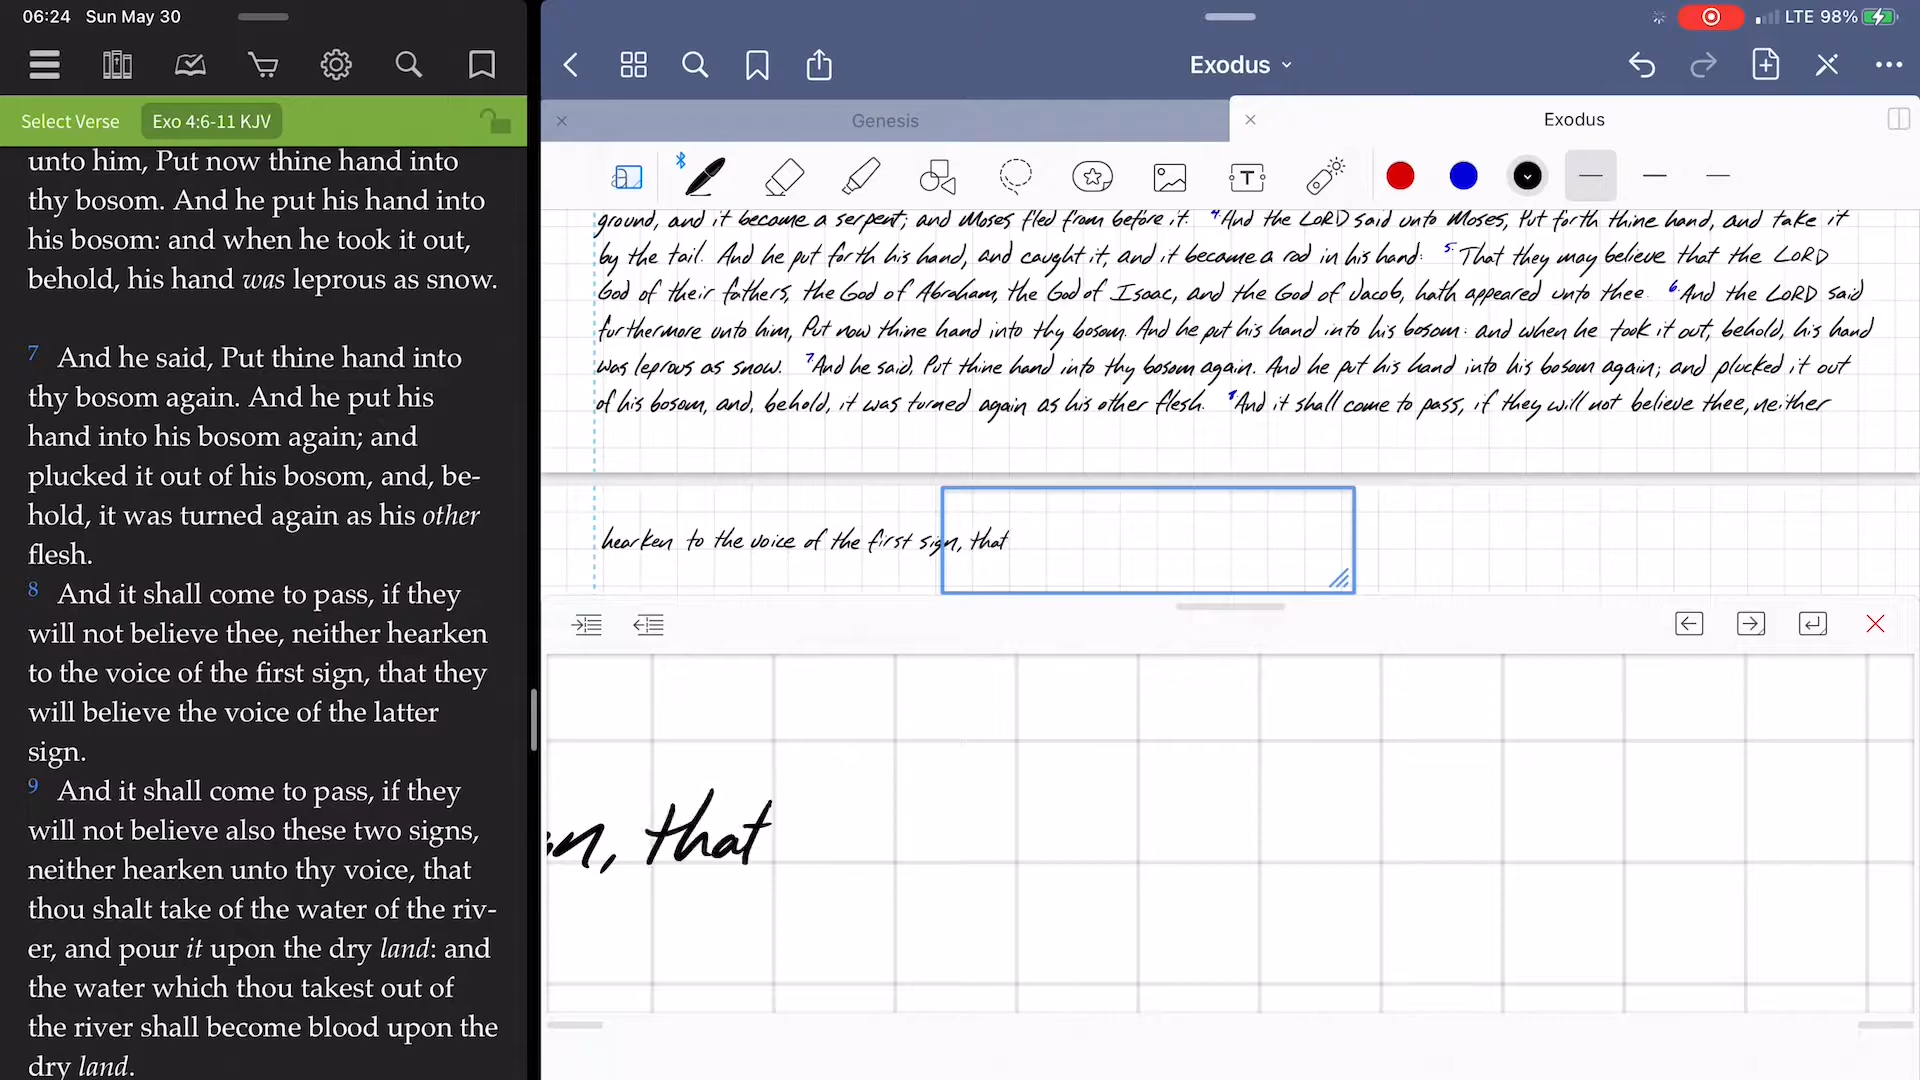 06:24 Sun May 30
LTE 98%
Select Verse Exo 4:6-11 KJV
unto him, Put now thine hand into
thy bosom. And he put his hand into
his bosom: and when he took it out,
behold, his hand was leprous as snow.
7 And he said, Put thine hand into
thy bosom again. And he put his
hand into his bosom again; and
plucked it out of his bosom, and, be-
hold, it was turned again as his other
flesh.
8 And it shall come to pass, if they
will not believe thee, neither hearken
to the voice of the first sign, that they
will believe the voice of the latter
sign.
9 And it shall come to pass, if they
will not believe also these two signs,
neither hearken unto thy voice, that
thou shalt take of the water of the riv-
er, and pour it upon the dry land: and
the water which thou takest out of
the river shall become blood upon the
dry land.
Exodus
Genesis
Exodus
ground, and it became a serpent; and Moses fled from before it. 4 And the LORD said unto Moses, Put forth thine hand, and take it
by the tail. And he put forth his hand, and caught it, and it became a rod in his hand: 5. That they may believe that the LORD
God of their fathers, the God of Abraham, the God of Isaac, and the God of Jacob, hath appeared unto thee. 6 And the LORD said
furthermore unto him, Put now thine hand into thy bosom. And he put his hand into his bosom: and when he took it out, behold, his hand
was leprous as snow. 7 And he said, Put thine hand into thy bosom again. And he put his hand into his bosom again; and plucked it out
of his bosom, and, behold, it was turned again as his other flesh. 8 And it shall come to pass, if they will not believe thee, neither
hearken to the voice of the first sign, that
n, that